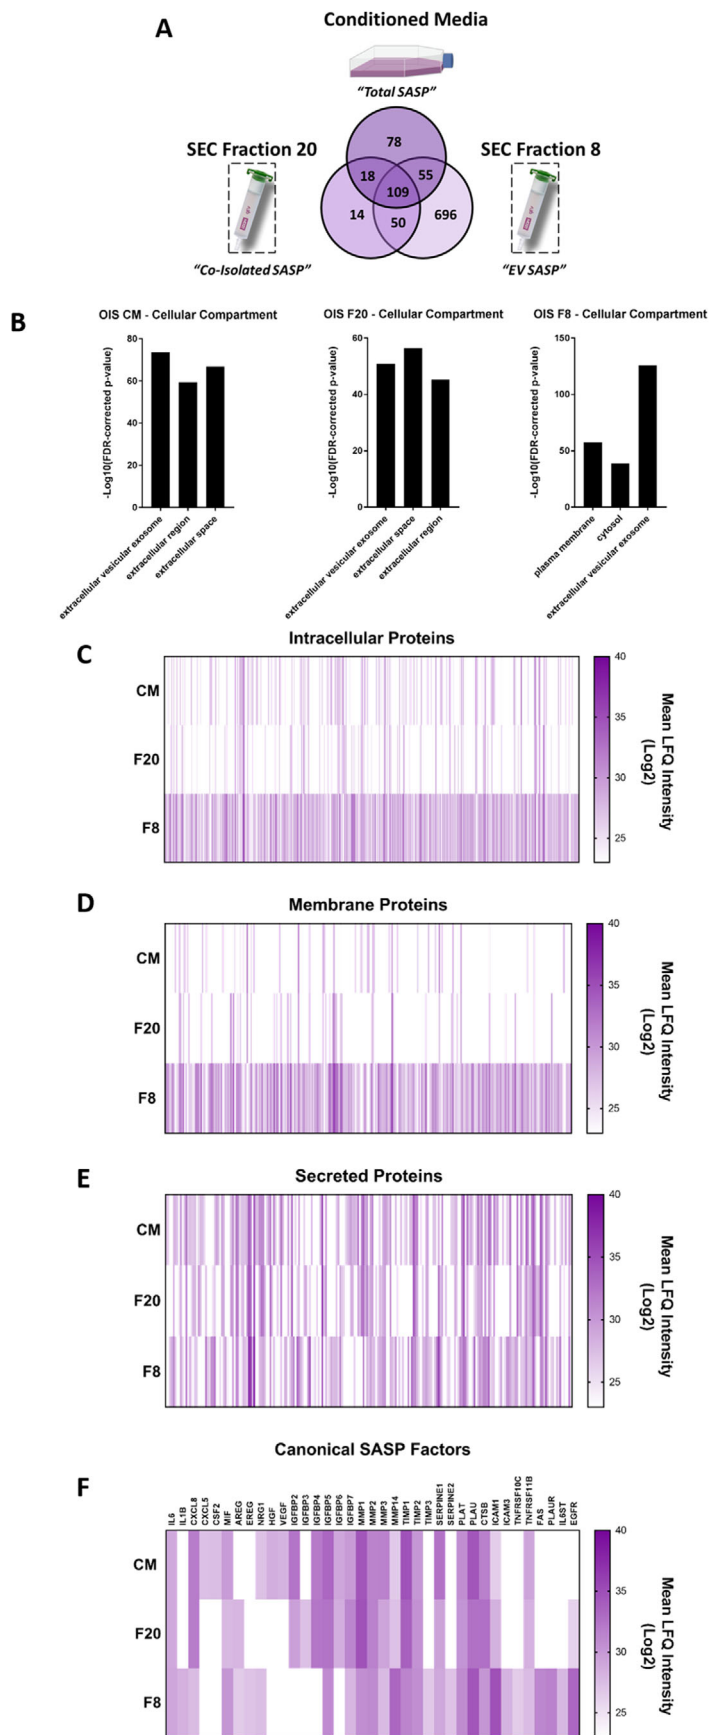 A
Conditioned Media
“Total SASP”
SEC Fraction 20
SEC Fraction 8
78
18
55
109
14
50
696
“Co-Isolated SASP”
“EV SASP”
B
OIS CM - Cellular Compartment
-Log10(FDR-corrected p-value)
80
60
40
20
0
extracellular vesicular exosome
extracellular region
extracellular space
OIS F20 - Cellular Compartment
-Log10(FDR-corrected p-value)
60
40
20
0
extracellular vesicular exosome
extracellular space
extracellular region
OIS F8 - Cellular Compartment
-Log10(FDR-corrected p-value)
150
100
50
0
plasma membrane
cytosol
extracellular vesicular exosome
C
Intracellular Proteins
CM
F20
F8
40
35
30
25
Mean LFQ Intensity
(Log2)
D
Membrane Proteins
CM
F20
F8
40
35
30
25
Mean LFQ Intensity
(Log2)
E
Secreted Proteins
CM
F20
F8
40
35
30
25
Mean LFQ Intensity
(Log2)
Canonical SASP Factors
F
IL6
IL1B
CXCL8
CXCL5
CSF2
MIF
AREG
EREG
NRG1
HGF
VEGF
IGFBP2
IGFBP3
IGFBP4
IGFBP5
IGFBP6
IGFBP7
MMP1
MMP2
MMP3
MMP14
TIMP1
TIMP2
TIMP3
SERPINE1
SERPINE2
PLAT
PLAU
CTSB
ICAM1
ICAM3
TNFRSF10C
TNFRSF11B
FAS
PLAUR
IL6ST
EGFR
CM
F20
F8
40
35
30
25
Mean LFQ Intensity
(Log2)